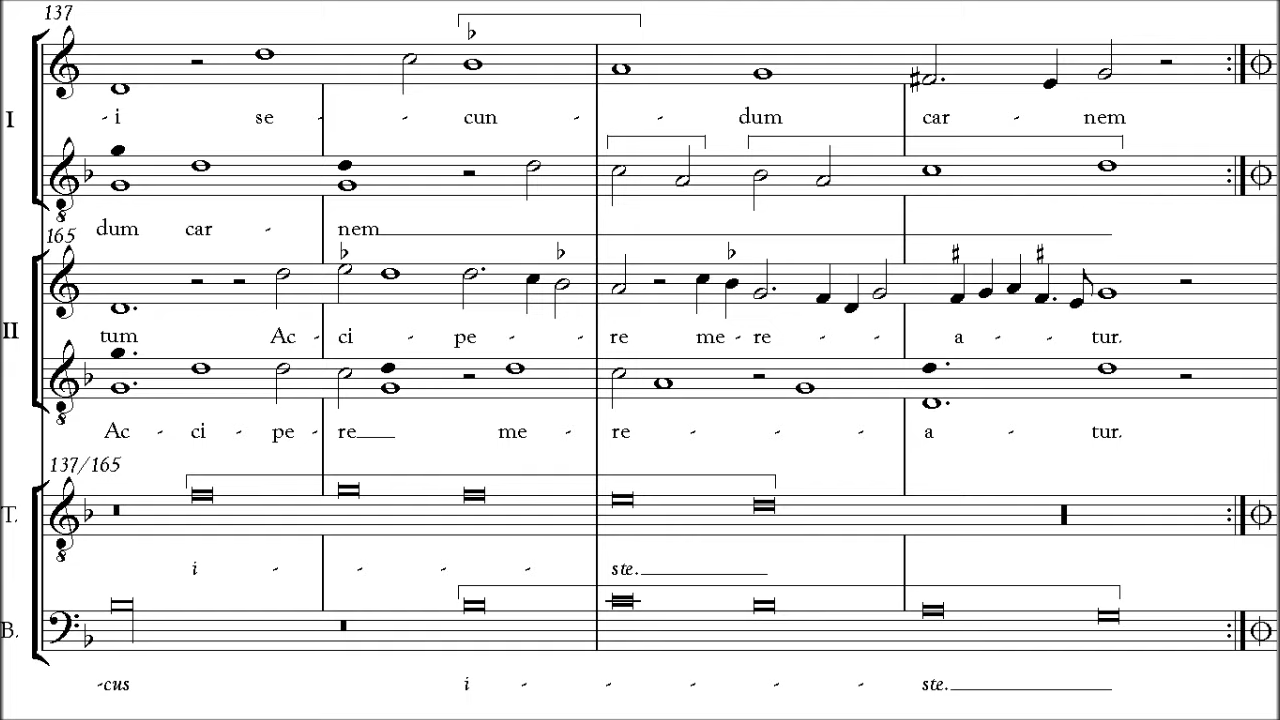 137
I
- i se - - cun - - dum car - nem
dum car - nem
165
II
tum Ac - ci - pe - - re me - re - - a - - tur.
Ac - ci - pe - re me - re - - - a - tur.
137/165
T.
i - - - - ste.
B.
-cus i - - - - - ste.